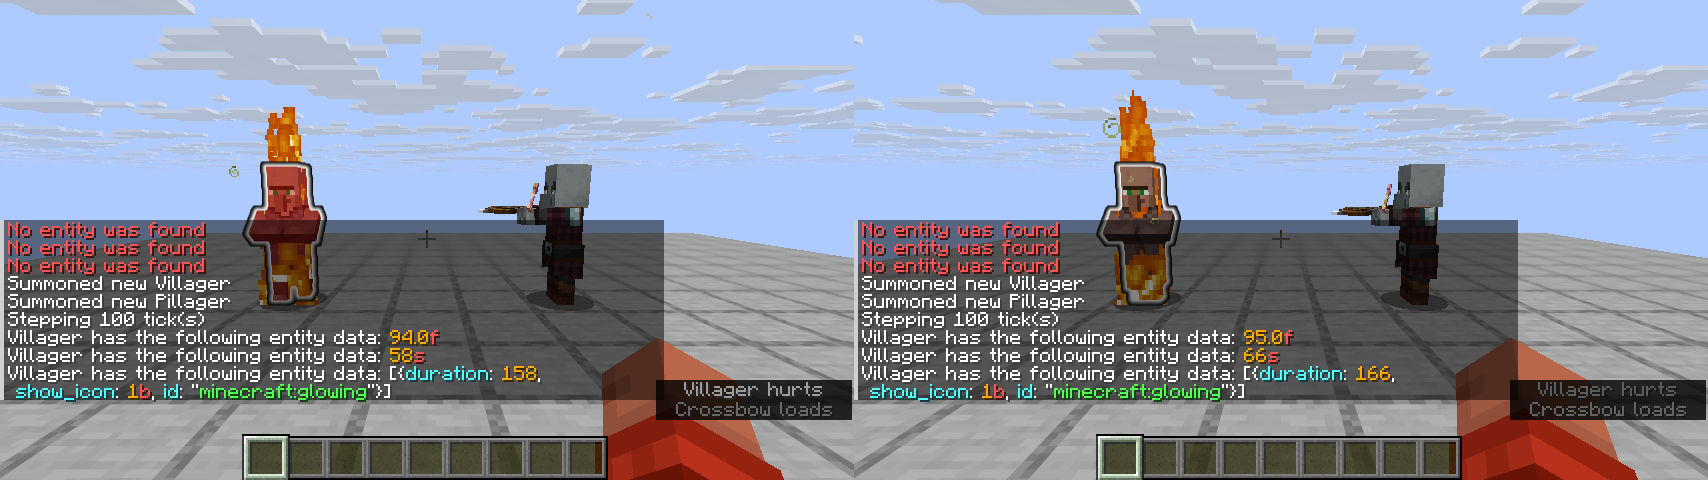 No entity was found
No entity was found
No entity was found
Summoned new Villager
Summoned new Pillager
Stepping 100 tick(s)
Villager has the following entity data: 94.0f
Villager has the following entity data: 58s
Villager has the following entity data: [{duration: 158,
show_icon: 1b, id: "minecraft:glowing"}]
Villager hurts
Crossbow loads
No entity was found
No entity was found
No entity was found
Summoned new Villager
Summoned new Pillager
Stepping 100 tick(s)
Villager has the following entity data: 95.0f
Villager has the following entity data: 66s
Villager has the following entity data: [{duration: 166,
show_icon: 1b, id: "minecraft:glowing"}]
Villager hurts
Crossbow loads